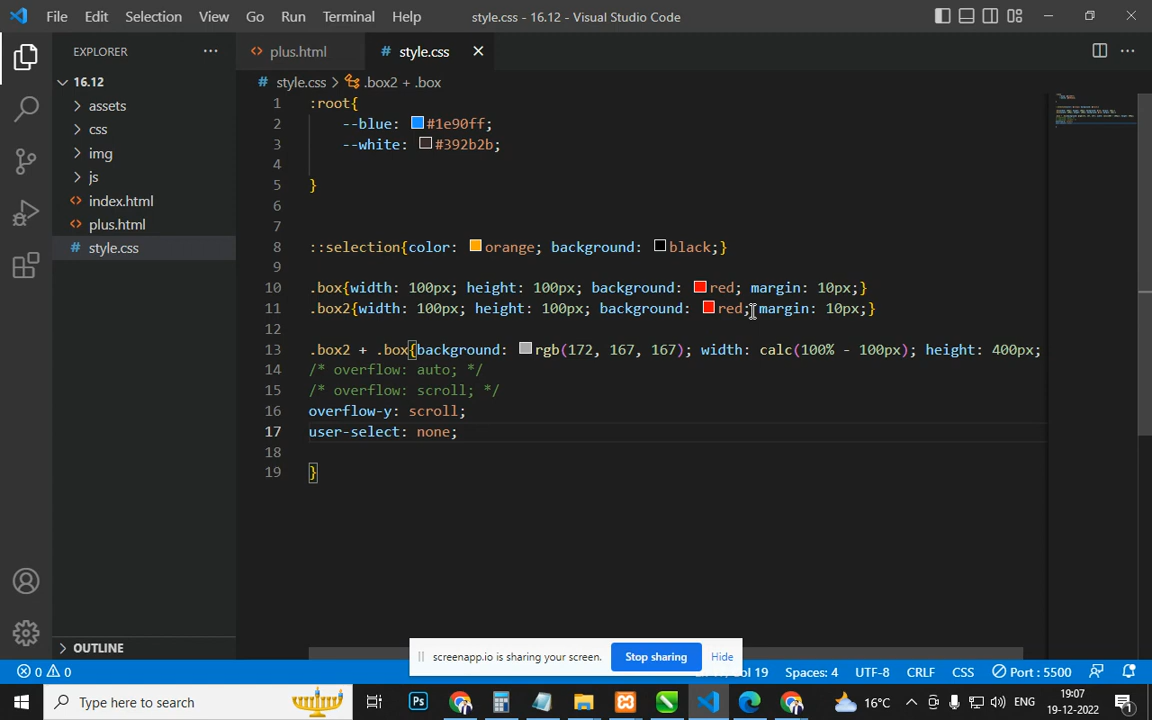 File Edit Selection View Go Run Terminal Help style.css - 16.12 - Visual Studio Code
EXPLORER
16.12
assets
css
img
js
index.html
plus.html
style.css
OUTLINE
plus.html
style.css
style.css > .box2 + .box
1 :root{
2 --blue: #1e90ff;
3 --white: #392b2b;
4
5 }
6
7
8 ::selection{color: orange; background: black;}
9
10 .box{width: 100px; height: 100px; background: red; margin: 10px;}
11 .box2{width: 100px; height: 100px; background: red; margin: 10px;}
12
13 .box2 + .box{background: rgb(172, 167, 167); width: calc(100% - 100px); height: 400px;
14 /* overflow: auto; */
15 /* overflow: scroll; */
16 overflow-y: scroll;
17 user-select: none;
18
19 }
screenapp.io is sharing your screen. Stop sharing Hide
0 0 Col 19 Spaces: 4 UTF-8 CRLF CSS Port : 5500
Type here to search
Ps
16°C ENG 19:07
19-12-2022
1